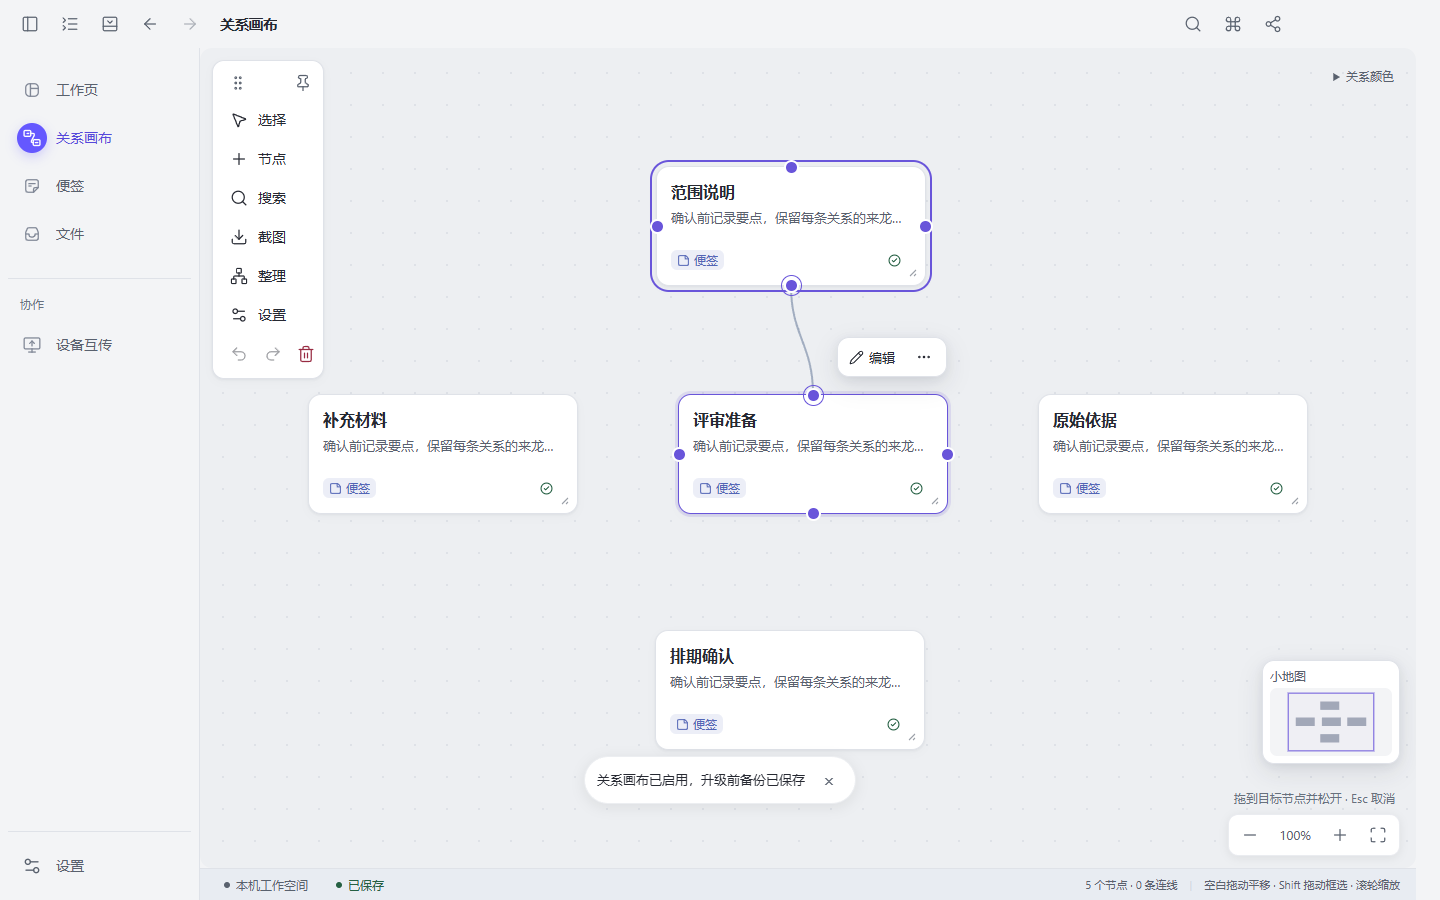 关系画布
工作页
关系画布
便签
文件
协作
设备互传
设置
选择
节点
搜索
截图
整理
设置
关系颜色
范围说明
确认前记录要点，保留每条关系的来龙...
便签
编辑
补充材料
确认前记录要点，保留每条关系的来龙...
便签
评审准备
确认前记录要点，保留每条关系的来龙...
便签
原始依据
确认前记录要点，保留每条关系的来龙...
便签
排期确认
确认前记录要点，保留每条关系的来龙...
便签
关系画布已启用，升级前备份已保存
小地图
拖到目标节点并松开 · Esc 取消
100%
本机工作空间
已保存
5 个节点 · 0 条连线
空白拖动平移 · Shift 拖动框选 · 滚轮缩放